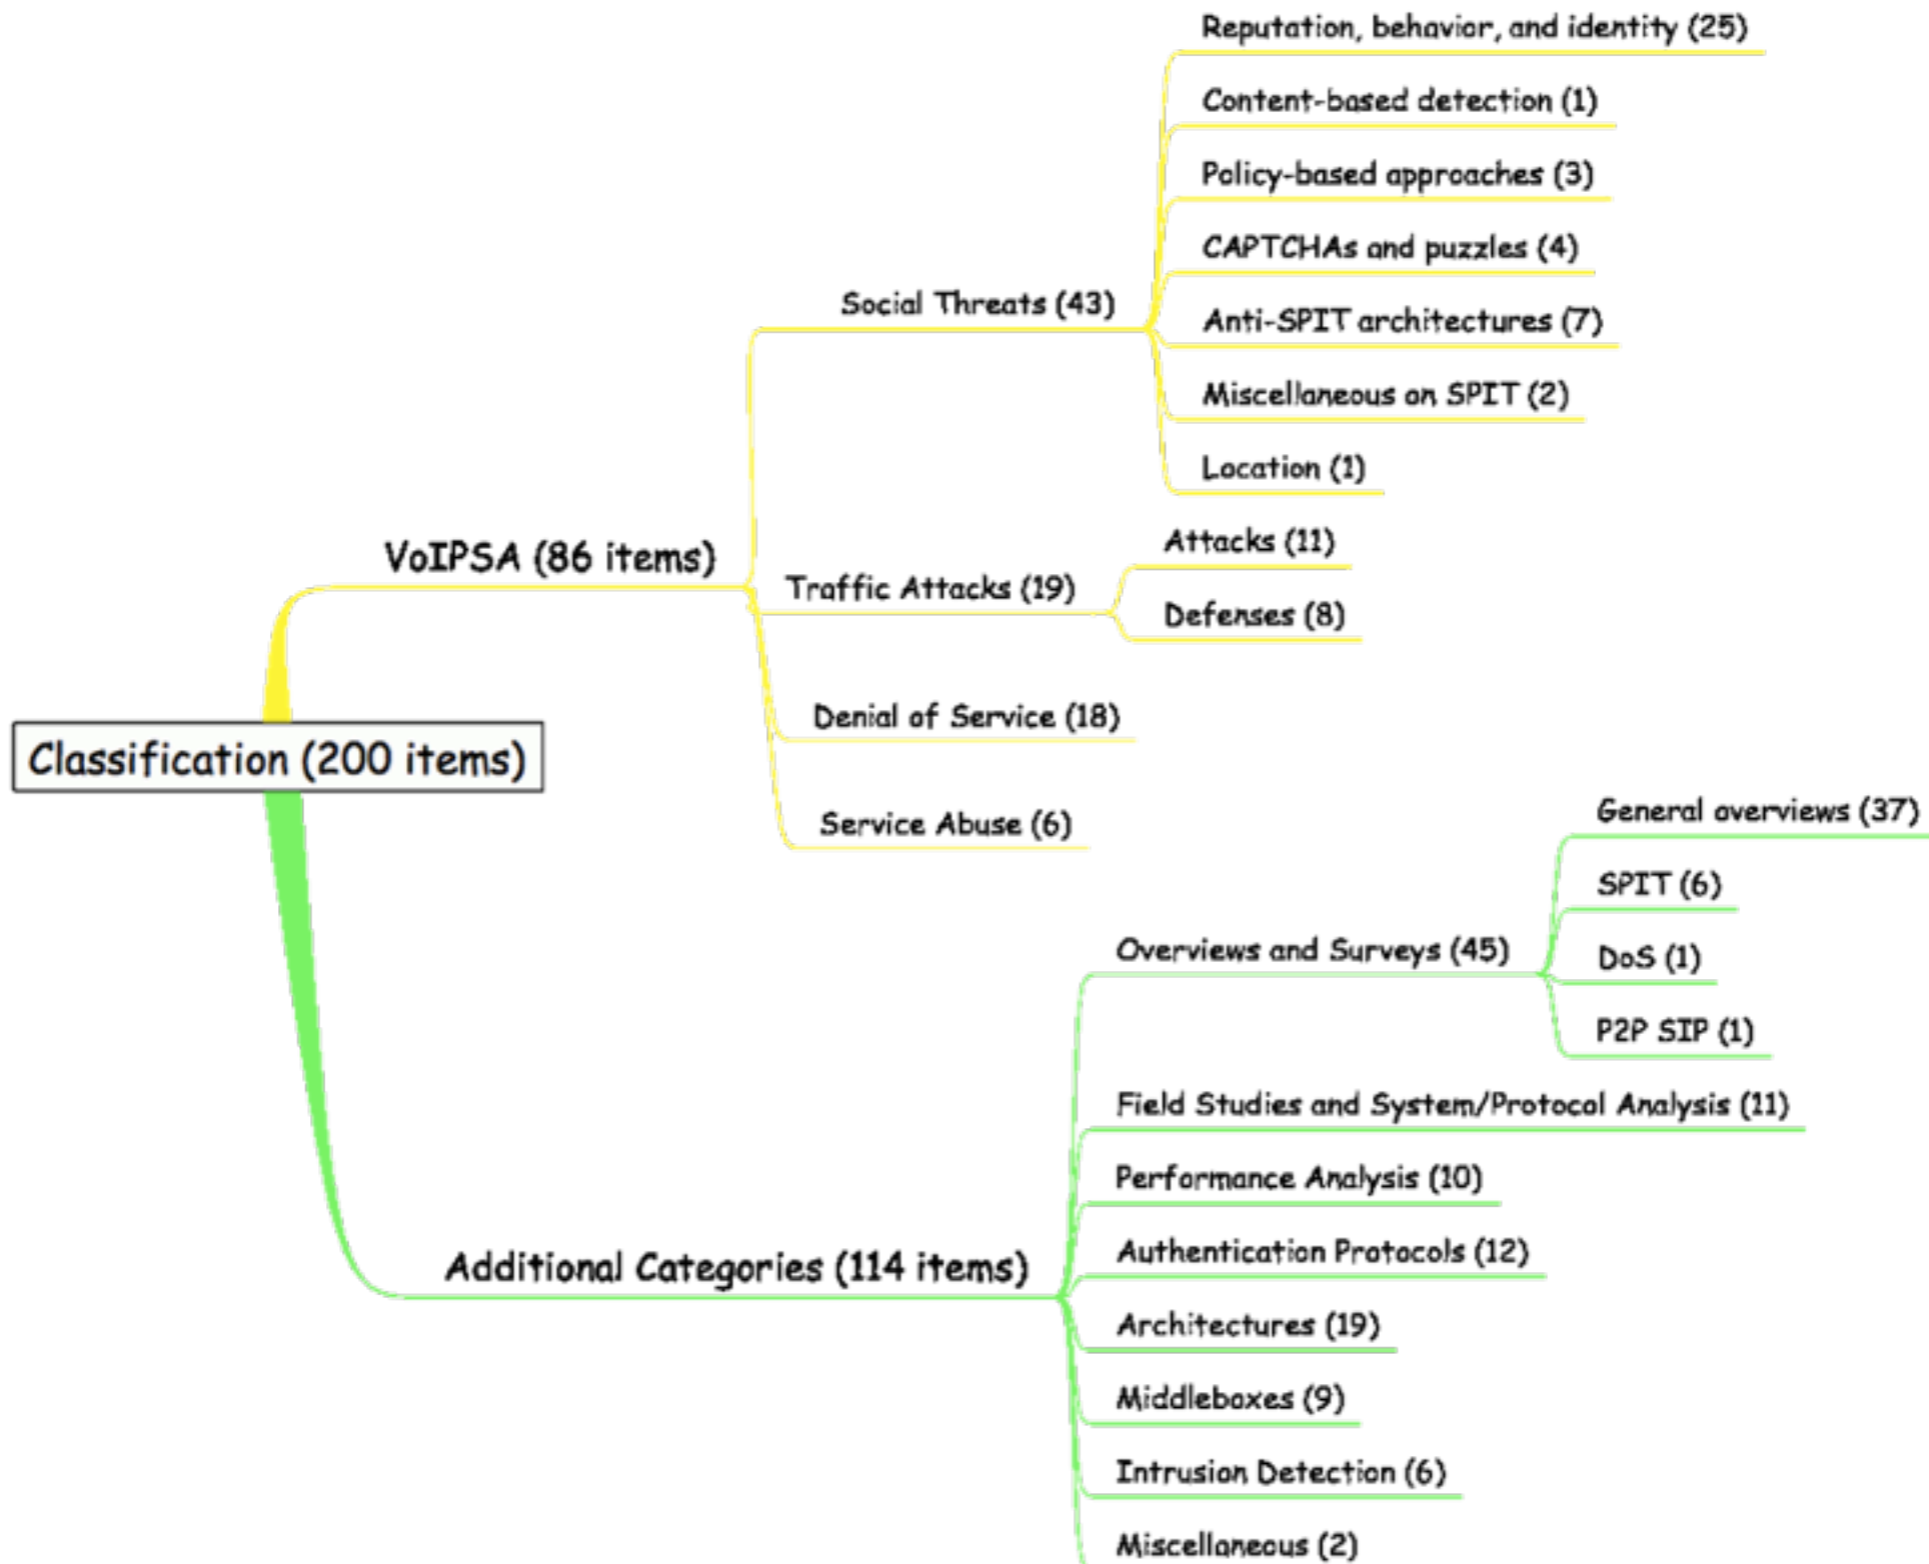 Reputation, behavior, and identity (25)
Content-based detection (1)
Policy-based approaches (3)
CAPTCHAs and puzzles (4)
Social Threats (43)
Anti-SPIT architectures (7)
Miscellaneous on SPIT (2)
Location (1)
VoIPSA (86 items)
Attacks (11)
Traffic Attacks (19)
Defenses (8)
Denial of Service (18)
Classification (200 items)
Service Abuse (6)
General overviews (37)
SPIT (6)
Overviews and Surveys (45)
DoS (1)
P2P SIP (1)
Field Studies and System/Protocol Analysis (11)
Performance Analysis (10)
Authentication Protocols (12)
Additional Categories (114 items)
Architectures (19)
Middleboxes (9)
Intrusion Detection (6)
Miscellaneous (2)